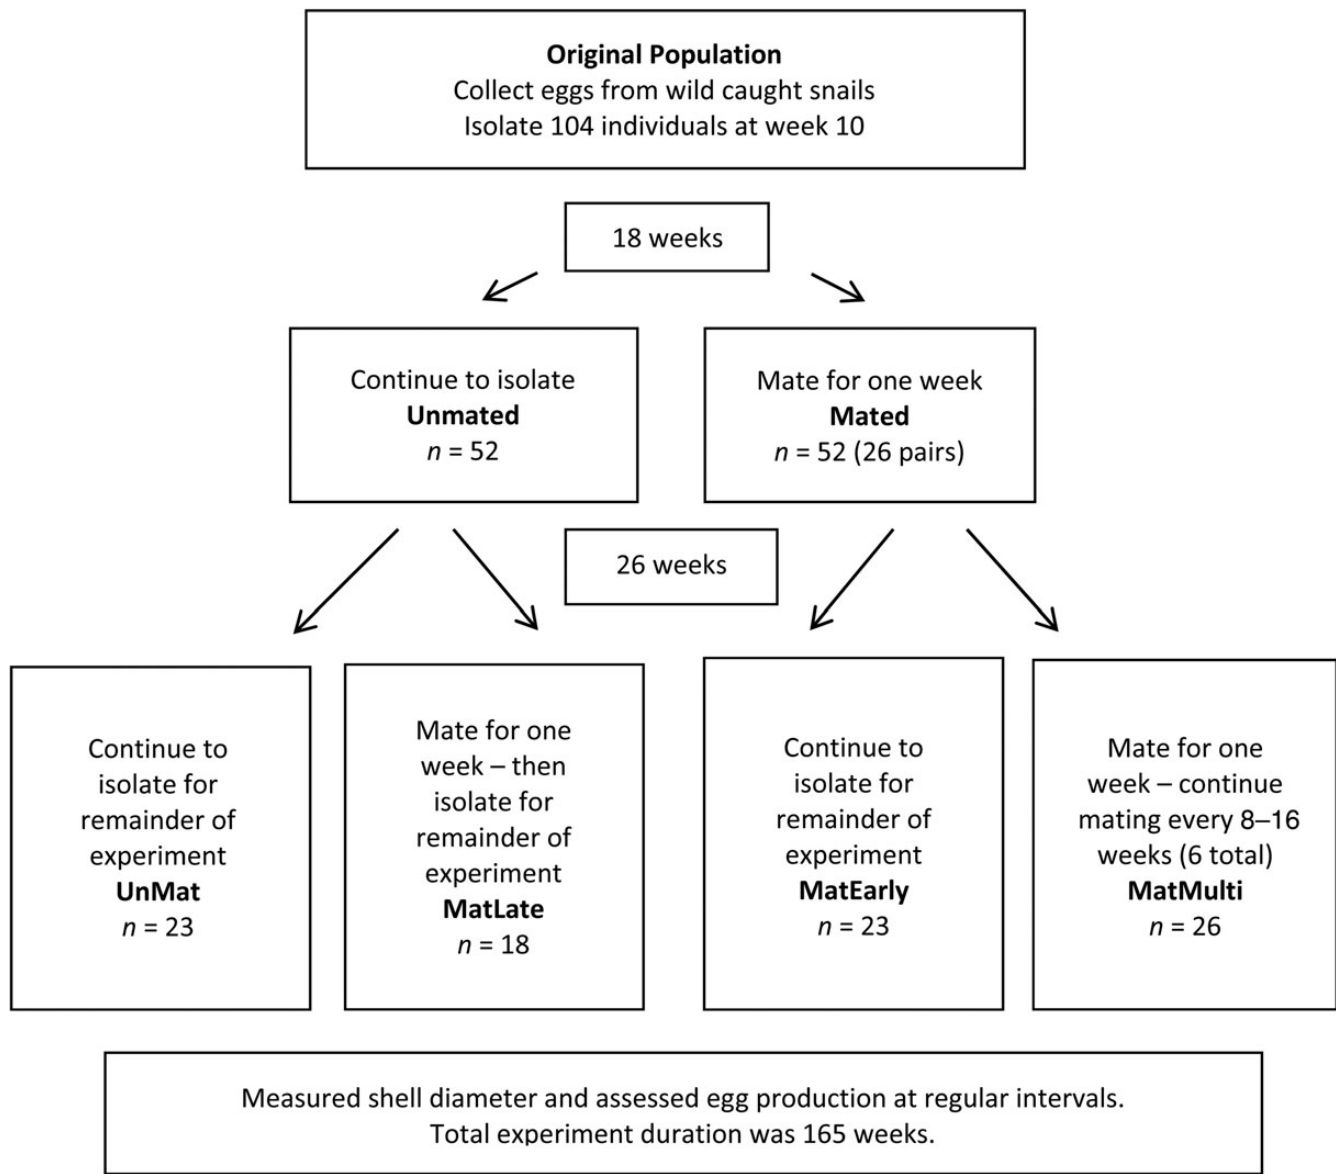 Original Population
Collect eggs from wild caught snails
Isolate 104 individuals at week 10
18 weeks
Continue to isolate
Unmated
n = 52
Mate for one week
Mated
n = 52 (26 pairs)
26 weeks
Continue to
isolate for
remainder of
experiment
UnMat
n = 23
Mate for one
week – then
isolate for
remainder of
experiment
MatLate
n = 18
Continue to
isolate for
remainder of
experiment
MatEarly
n = 23
Mate for one
week – continue
mating every 8–16
weeks (6 total)
MatMulti
n = 26
Measured shell diameter and assessed egg production at regular intervals.
Total experiment duration was 165 weeks.